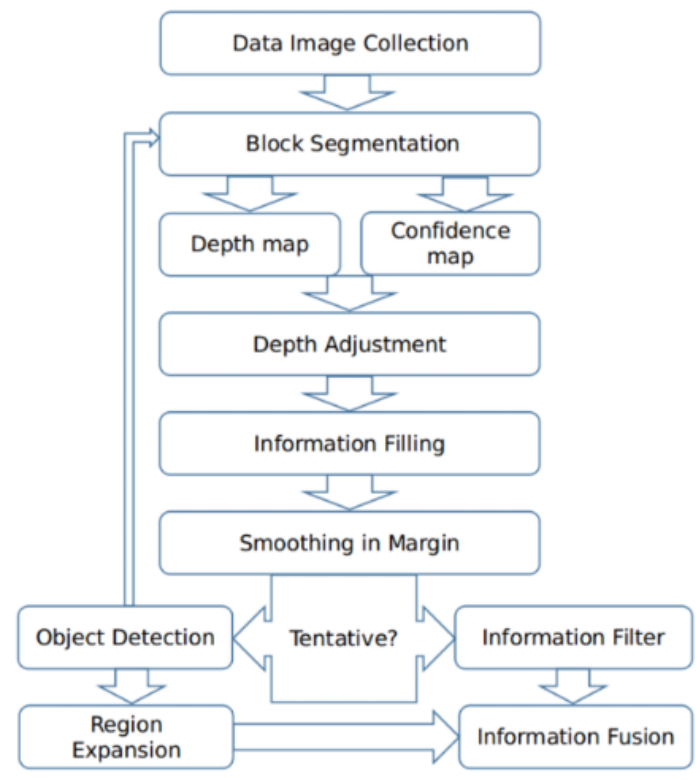 Data Image Collection
Block Segmentation
Depth map
Confidence
map
Depth Adjustment
Information Filling
Smoothing in Margin
Object Detection
Tentative?
Information Filter
Region
Expansion
Information Fusion